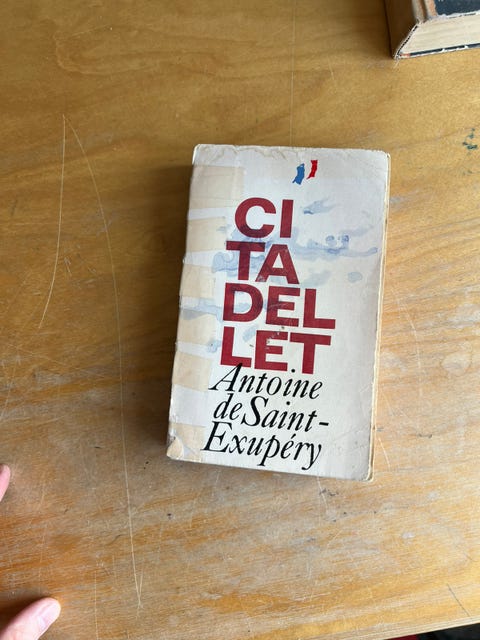 CI
TA
DEL
LET
Antoine
de Saint-
Exupéry